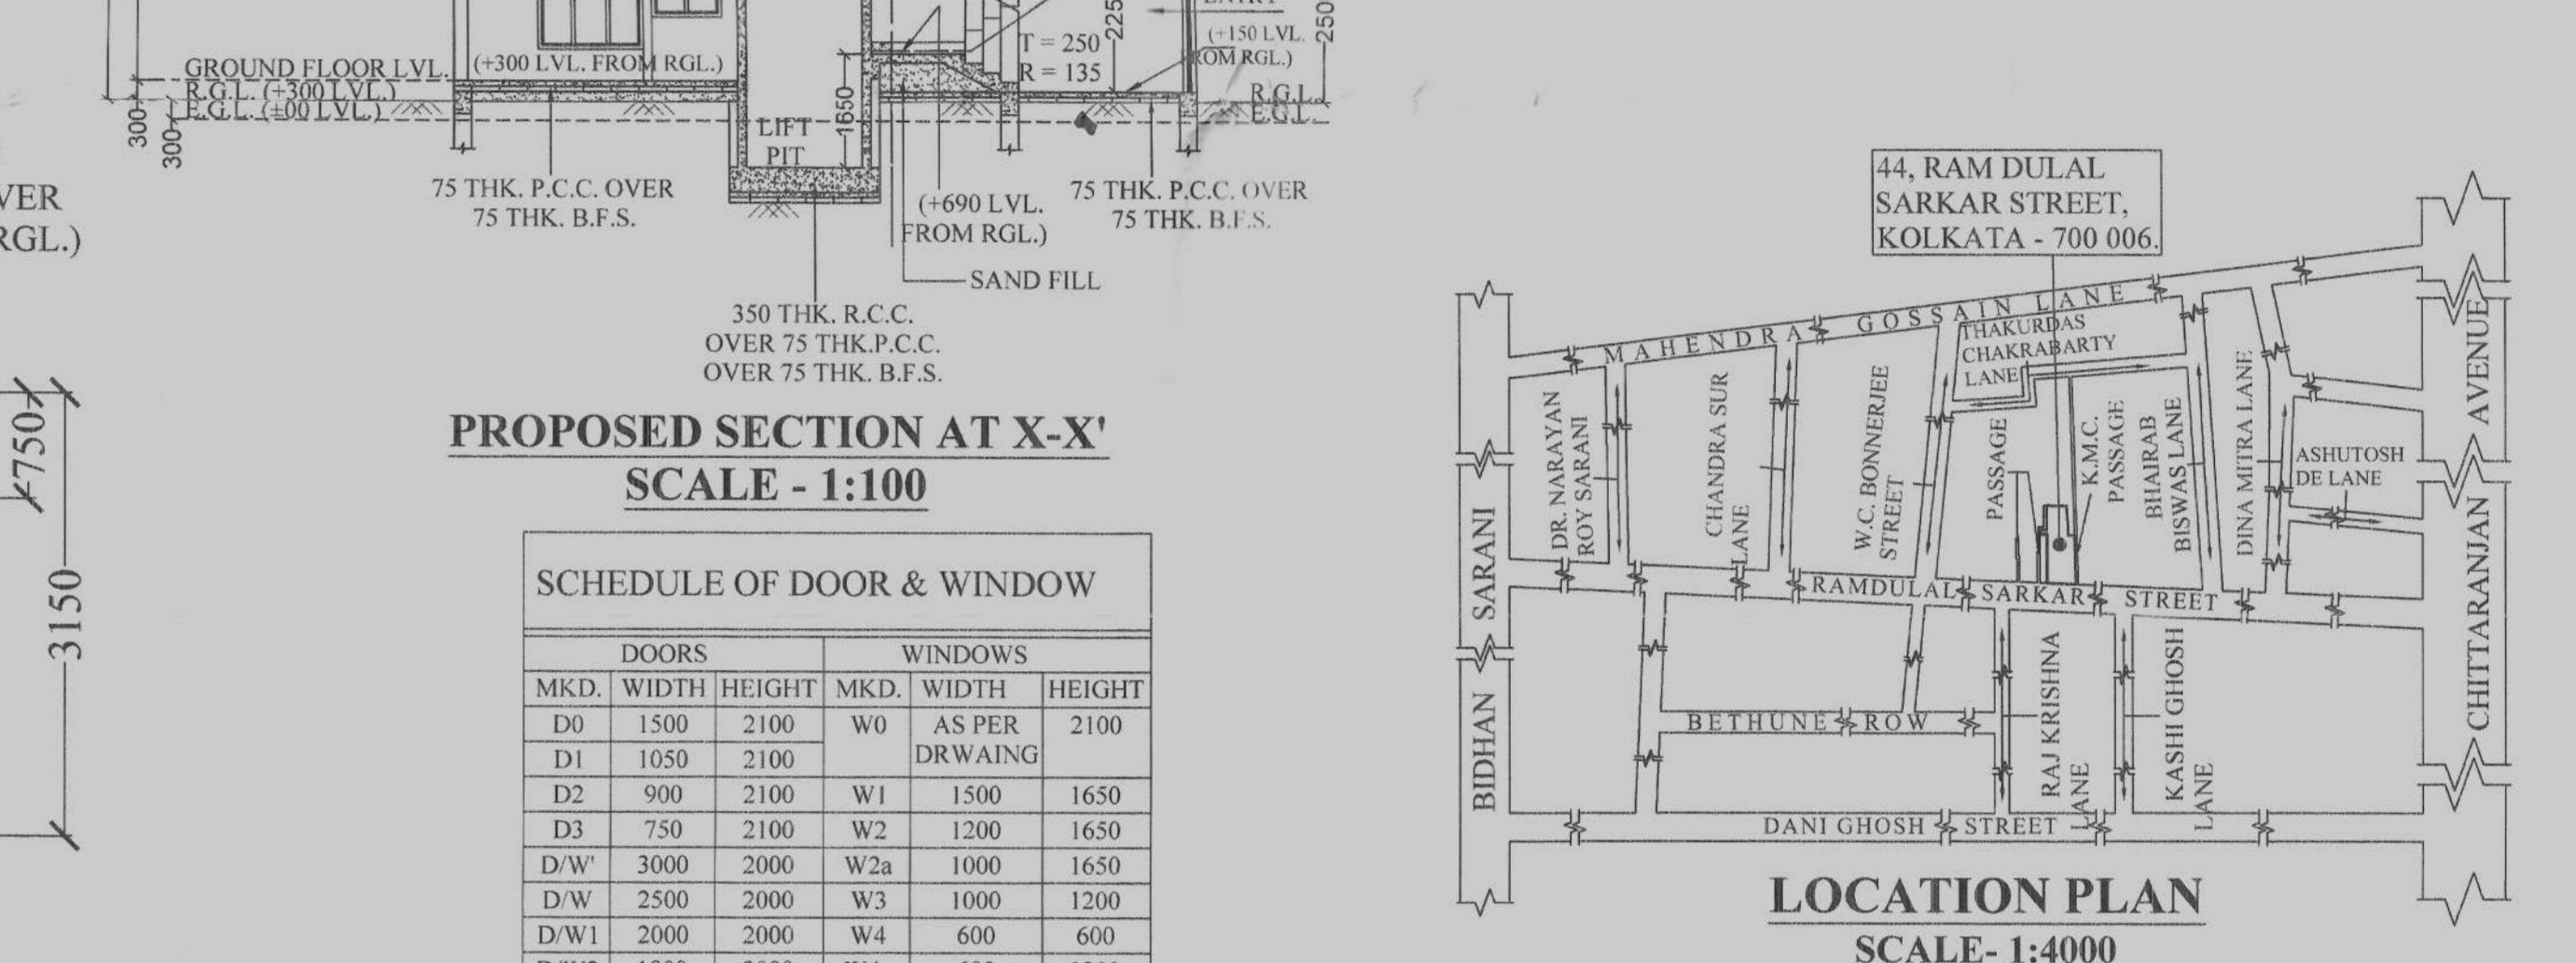 ENTRY
(+150 LVL.
FROM RGL.)
225
250
T = 250
R = 135
GROUND FLOOR LVL.
(+300 LVL. FROM RGL.)
R.G.L. (+300 LVL.)
E.G.L. (±00 LVL.)
R.G.L.
E.G.L.
300
300
1650
LIFT
PIT
75 THK. P.C.C. OVER
75 THK. B.F.S.
(+690 LVL.
FROM RGL.)
75 THK. P.C.C. OVER
75 THK. B.F.S.
SAND FILL
350 THK. R.C.C.
OVER 75 THK.P.C.C.
OVER 75 THK. B.F.S.
VER
RGL.)
750
3150
PROPOSED SECTION AT X-X'
SCALE - 1:100
SCHEDULE OF DOOR & WINDOW
DOORS WINDOWS
MKD. WIDTH HEIGHT MKD. WIDTH HEIGHT
D0 1500 2100 W0 AS PER 2100
DRWAING
D1 1050 2100
D2 900 2100 W1 1500 1650
D3 750 2100 W2 1200 1650
D/W' 3000 2000 W2a 1000 1650
D/W 2500 2000 W3 1000 1200
D/W1 2000 2000 W4 600 600
44, RAM DULAL
SARKAR STREET,
KOLKATA - 700 006.
MAHENDRA GOSSAIN LANE
THAKURDAS
CHAKRABARTY
LANE
BIDHAN SARANI
DR. NARAYAN
ROY SARANI
CHANDRA SUR
LANE
W.C. BONNERJEE
STREET
PASSAGE
K.M.C.
PASSAGE
BHAIRAB
BISWAS LANE
DINA MITRA LANE
ASHUTOSH
DE LANE
CHITTARANJAN AVENUE
RAMDULAL SARKAR STREET
BETHUNE ROW
RAJ KRISHNA
LANE
KASHI GHOSH
LANE
DANI GHOSH STREET
LOCATION PLAN
SCALE- 1:4000